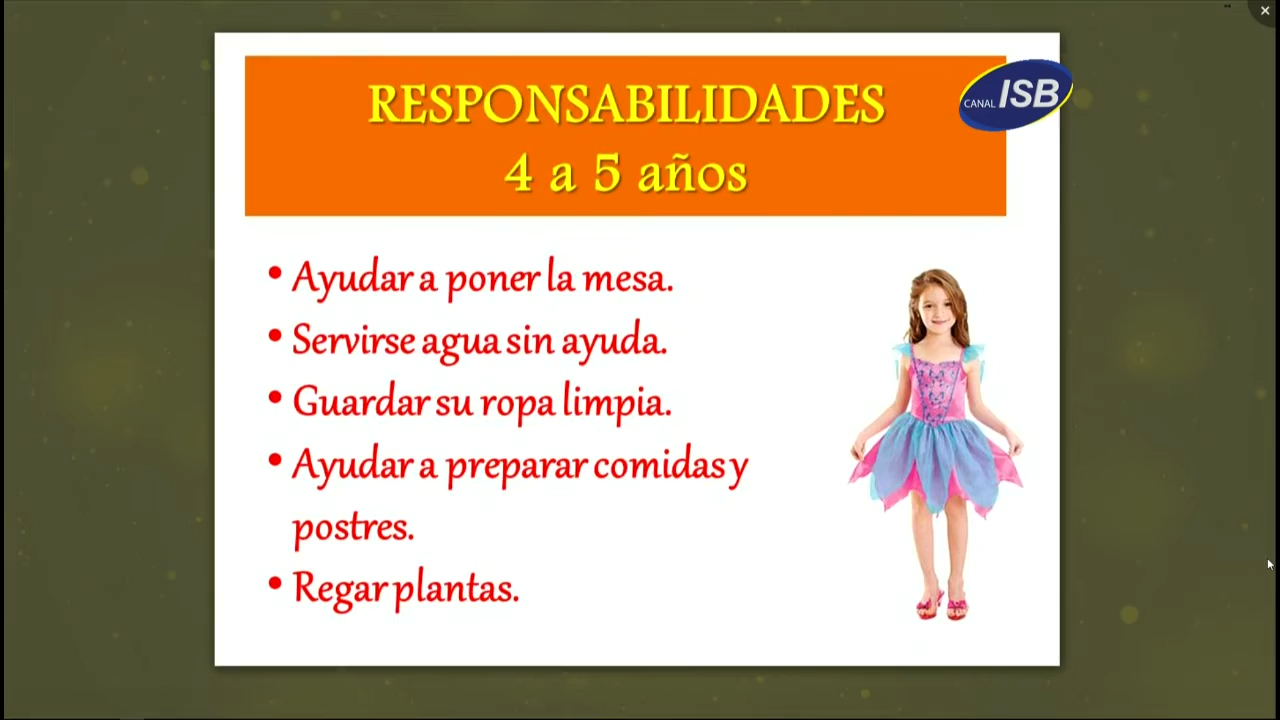 RESPONSABILIDADES
4 a 5 años
CANAL ISB
• Ayudar a poner la mesa.
• Servirse agua sin ayuda.
• Guardar su ropa limpia.
• Ayudar a preparar comidas y
postres.
• Regar plantas.